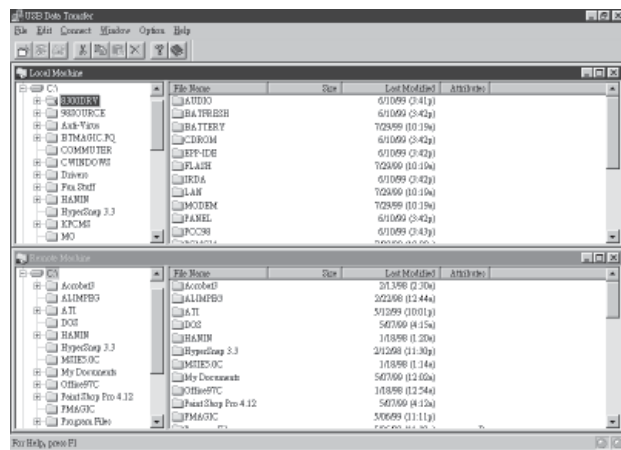 USB Data Transfer
File Edit Connect Window Option Help
Local Machine
C:\
8300DRV
98SOURCE
Anti-Virus
BTMAGIC.PQ
COMMUTER
CWINDOWS
Drivers
Fax Stuff
HANIN
HyperSnap 3.3
KPCMS
MO
File Name Size Last Modified Attributes
AUDIO 6/10/99 (3:41p)
BATFRESH 6/10/99 (3:42p)
BATTERY 7/29/99 (10:19a)
CDROM 6/10/99 (3:42p)
EPP-IDE 6/10/99 (3:42p)
FLASH 7/29/99 (10:19a)
IRDA 6/10/99 (3:42p)
LAN 7/29/99 (10:19a)
MODEM 7/29/99 (10:19a)
PANEL 6/10/99 (3:42p)
PCC98 6/10/99 (3:43p)
Remote Machine
C:\
Acrobat3
ALIMPEG
ATI
DOS
HANIN
HyperSnap 3.3
MSIE5.0C
My Documents
Office97C
Paint Shop Pro 4.12
PMAGIC
Program Files
File Name Size Last Modified Attributes
Acrobat3 2/13/98 (2:30a)
ALIMPEG 2/22/98 (12:44a)
ATI 5/12/99 (10:01p)
DOS 5/07/99 (4:15a)
HANIN 1/18/98 (1:20a)
HyperSnap 3.3 2/12/98 (11:30p)
MSIE5.0C 1/18/98 (1:14a)
My Documents 5/07/99 (12:02a)
Office97C 1/18/98 (12:54a)
Paint Shop Pro 4.12 5/07/99 (4:12a)
PMAGIC 5/06/99 (11:11p)
For Help, press F1